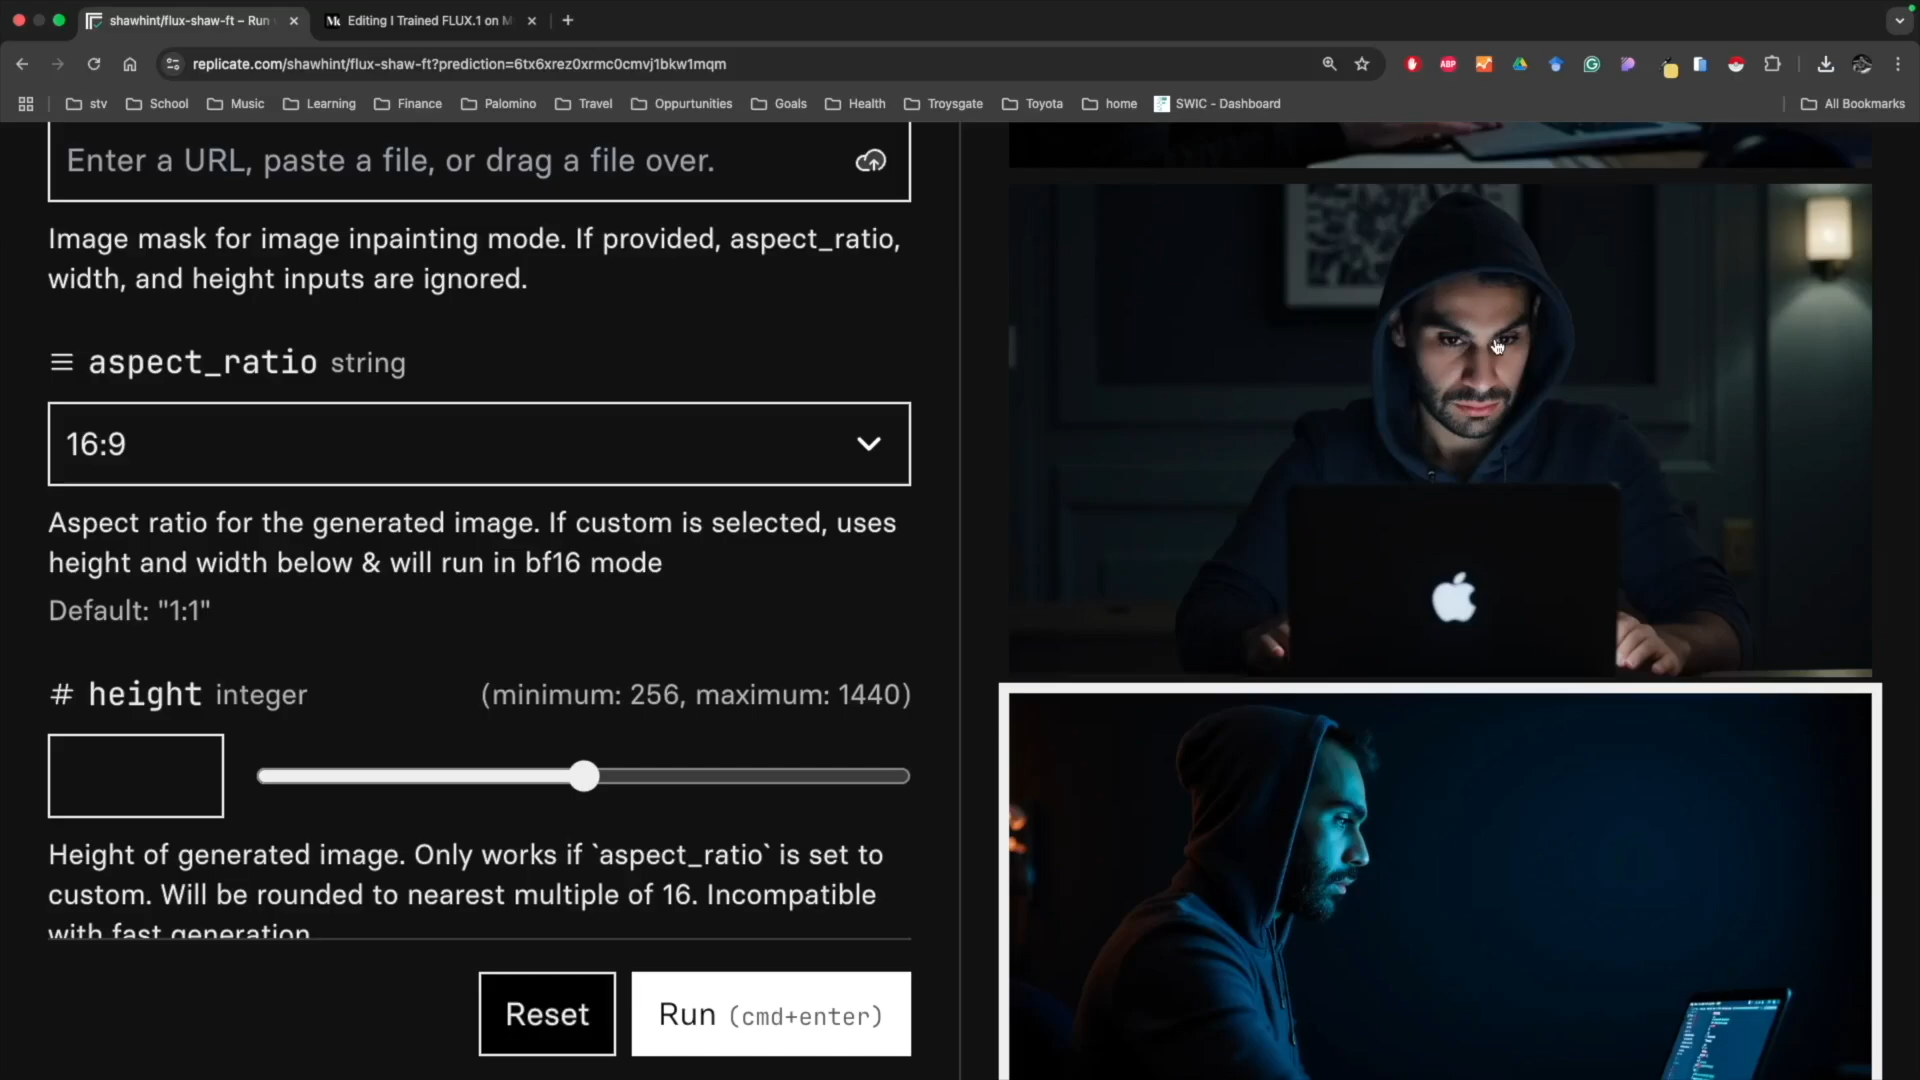 shawhint/flux-shaw-ft – Run
Editing I Trained FLUX.1 on M
replicate.com/shawhint/flux-shaw-ft?prediction=6tx6xrez0xrmc0cmvj1bkw1mqm
ABP
stv
School
Music
Learning
Finance
Palomino
Travel
Oppurtunities
Goals
Health
Troysgate
Toyota
home
SWIC - Dashboard
All Bookmarks
Enter a URL, paste a file, or drag a file over.
Image mask for image inpainting mode. If provided, aspect_ratio,
width, and height inputs are ignored.
aspect_ratio string
16:9
Aspect ratio for the generated image. If custom is selected, uses
height and width below & will run in bf16 mode
Default: "1:1"
# height integer (minimum: 256, maximum: 1440)
Height of generated image. Only works if `aspect_ratio` is set to
custom. Will be rounded to nearest multiple of 16. Incompatible
with fast generation
Reset
Run (cmd+enter)